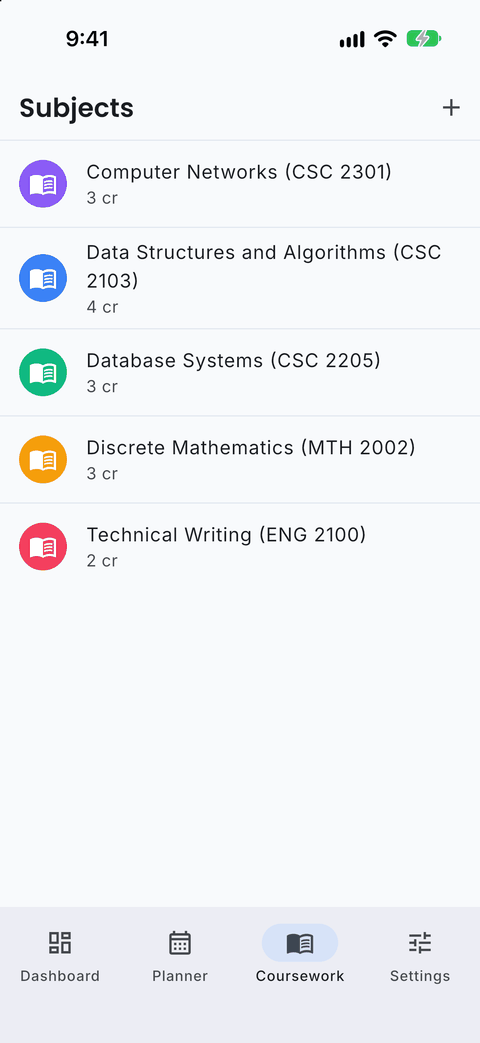 9:41
Subjects
Computer Networks (CSC 2301)
3 cr
Data Structures and Algorithms (CSC
2103)
4 cr
Database Systems (CSC 2205)
3 cr
Discrete Mathematics (MTH 2002)
3 cr
Technical Writing (ENG 2100)
2 cr
Dashboard Planner Coursework Settings